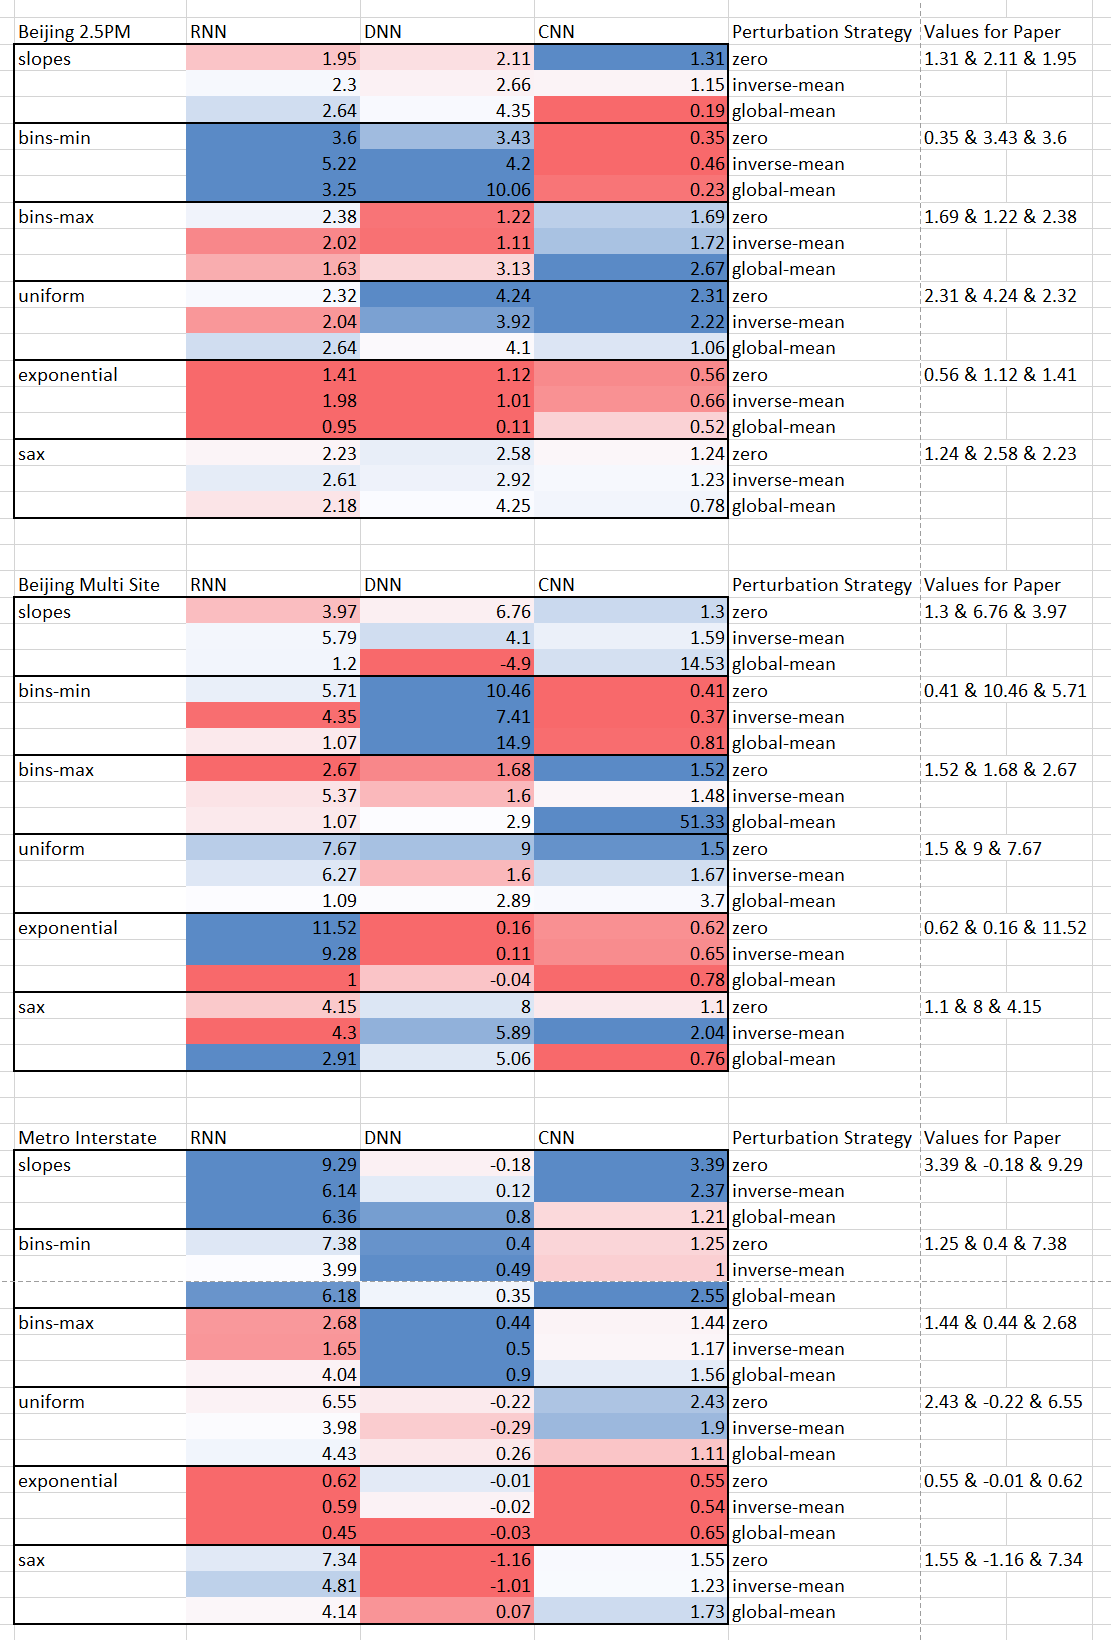 Beijing 2.5PM RNN DNN CNN Perturbation Strategy Values for Paper
slopes 1.95 2.11 1.31 zero 1.31 & 2.11 & 1.95
2.3 2.66 1.15 inverse-mean
2.64 4.35 0.19 global-mean
bins-min 3.6 3.43 0.35 zero 0.35 & 3.43 & 3.6
5.22 4.2 0.46 inverse-mean
3.25 10.06 0.23 global-mean
bins-max 2.38 1.22 1.69 zero 1.69 & 1.22 & 2.38
2.02 1.11 1.72 inverse-mean
1.63 3.13 2.67 global-mean
uniform 2.32 4.24 2.31 zero 2.31 & 4.24 & 2.32
2.04 3.92 2.22 inverse-mean
2.64 4.1 1.06 global-mean
exponential 1.41 1.12 0.56 zero 0.56 & 1.12 & 1.41
1.98 1.01 0.66 inverse-mean
0.95 0.11 0.52 global-mean
sax 2.23 2.58 1.24 zero 1.24 & 2.58 & 2.23
2.61 2.92 1.23 inverse-mean
2.18 4.25 0.78 global-mean
Beijing Multi Site RNN DNN CNN Perturbation Strategy Values for Paper
slopes 3.97 6.76 1.3 zero 1.3 & 6.76 & 3.97
5.79 4.1 1.59 inverse-mean
1.2 -4.9 14.53 global-mean
bins-min 5.71 10.46 0.41 zero 0.41 & 10.46 & 5.71
4.35 7.41 0.37 inverse-mean
1.07 14.9 0.81 global-mean
bins-max 2.67 1.68 1.52 zero 1.52 & 1.68 & 2.67
5.37 1.6 1.48 inverse-mean
1.07 2.9 51.33 global-mean
uniform 7.67 9 1.5 zero 1.5 & 9 & 7.67
6.27 1.6 1.67 inverse-mean
1.09 2.89 3.7 global-mean
exponential 11.52 0.16 0.62 zero 0.62 & 0.16 & 11.52
9.28 0.11 0.65 inverse-mean
1 -0.04 0.78 global-mean
sax 4.15 8 1.1 zero 1.1 & 8 & 4.15
4.3 5.89 2.04 inverse-mean
2.91 5.06 0.76 global-mean
Metro Interstate RNN DNN CNN Perturbation Strategy Values for Paper
slopes 9.29 -0.18 3.39 zero 3.39 & -0.18 & 9.29
6.14 0.12 2.37 inverse-mean
6.36 0.8 1.21 global-mean
bins-min 7.38 0.4 1.25 zero 1.25 & 0.4 & 7.38
3.99 0.49 1 inverse-mean
6.18 0.35 2.55 global-mean
bins-max 2.68 0.44 1.44 zero 1.44 & 0.44 & 2.68
1.65 0.5 1.17 inverse-mean
4.04 0.9 1.56 global-mean
uniform 6.55 -0.22 2.43 zero 2.43 & -0.22 & 6.55
3.98 -0.29 1.9 inverse-mean
4.43 0.26 1.11 global-mean
exponential 0.62 -0.01 0.55 zero 0.55 & -0.01 & 0.62
0.59 -0.02 0.54 inverse-mean
0.45 -0.03 0.65 global-mean
sax 7.34 -1.16 1.55 zero 1.55 & -1.16 & 7.34
4.81 -1.01 1.23 inverse-mean
4.14 0.07 1.73 global-mean